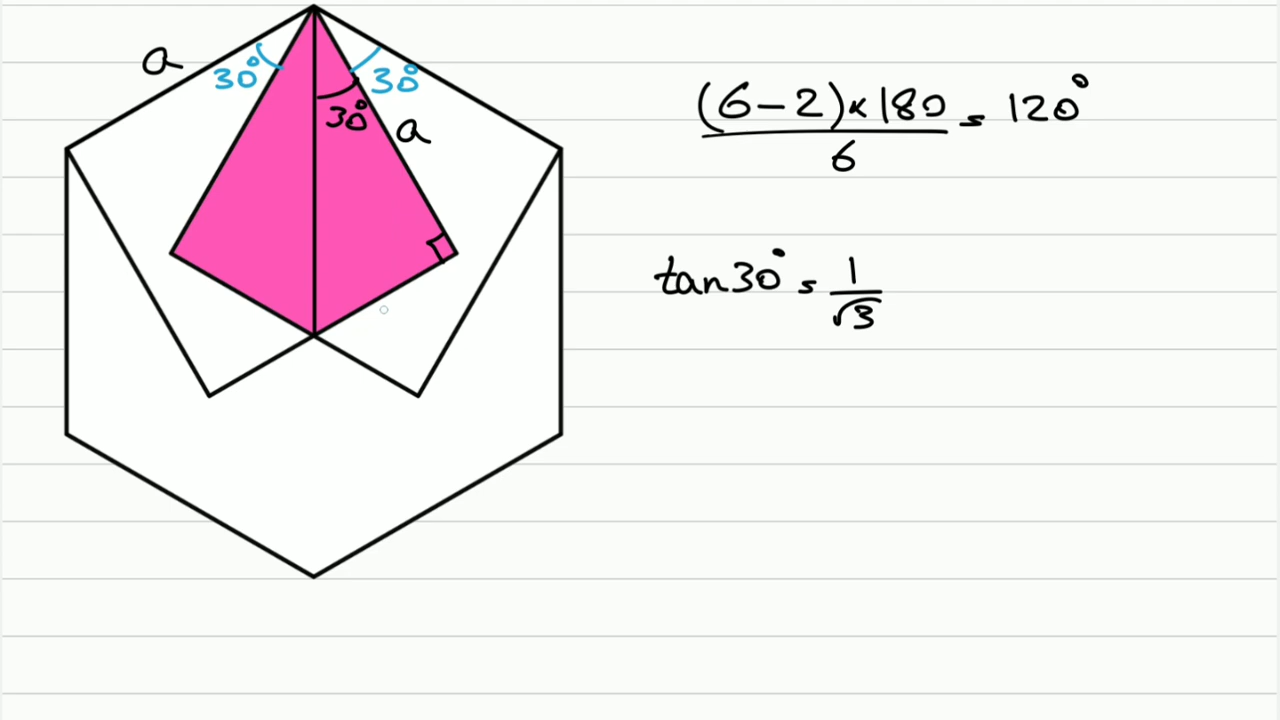 a
30°
30°
30°
a
(6-2)×180 / 6 = 120°
tan30° = 1 / √3